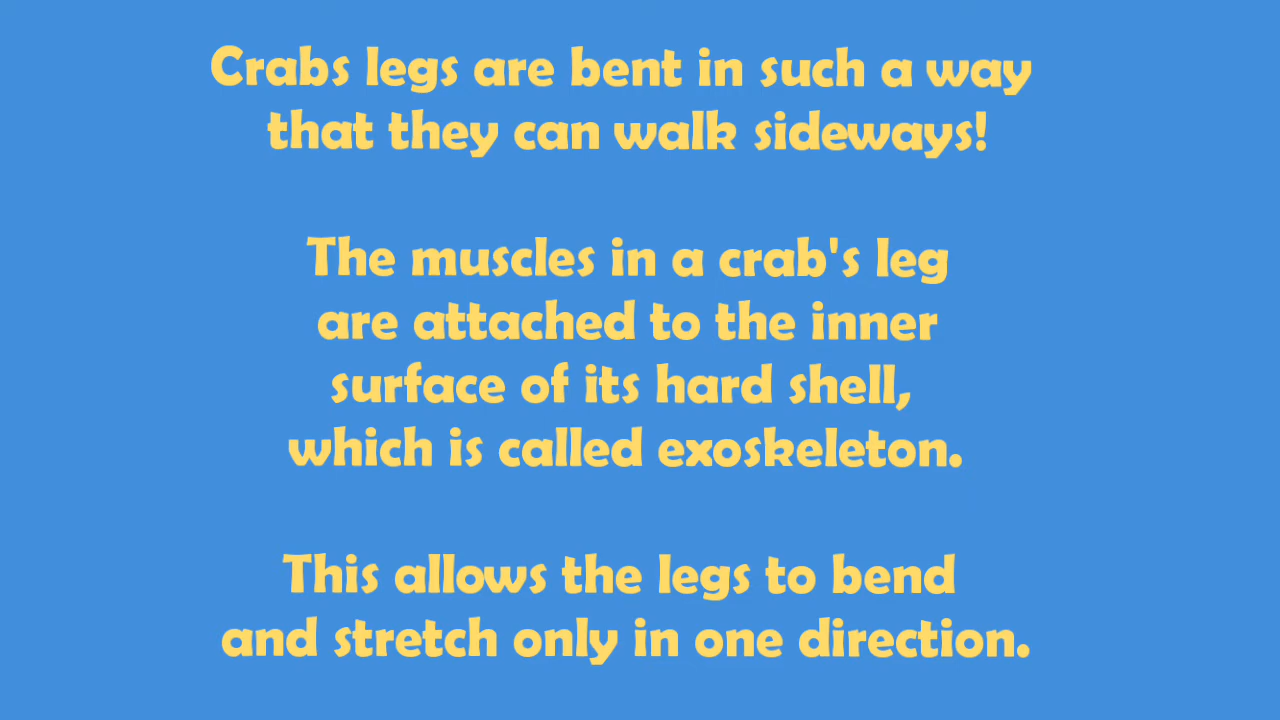 Crabs legs are bent in such a way
that they can walk sideways!
The muscles in a crab's leg
are attached to the inner
surface of its hard shell,
which is called exoskeleton.
This allows the legs to bend
and stretch only in one direction.